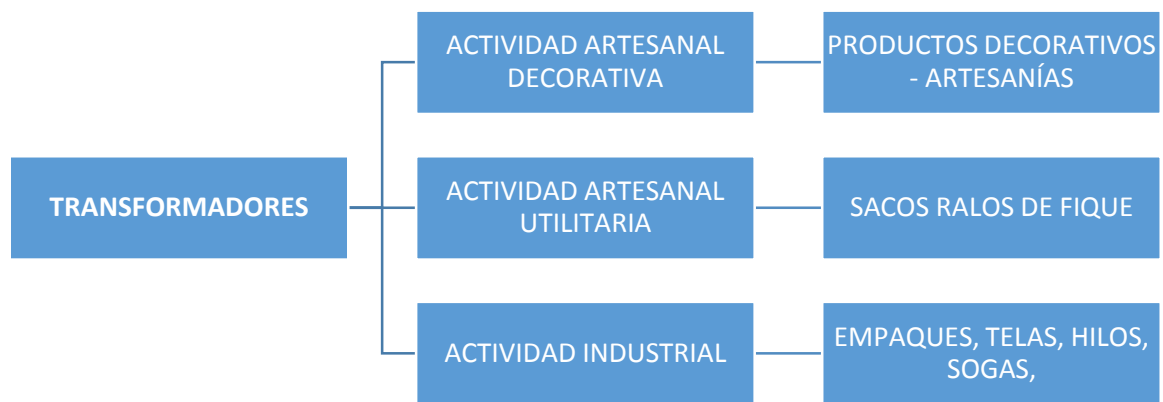 TRANSFORMADORES
ACTIVIDAD ARTESANAL
DECORATIVA
PRODUCTOS DECORATIVOS
- ARTESANÍAS
ACTIVIDAD ARTESANAL
UTILITARIA
SACOS RALOS DE FIQUE
ACTIVIDAD INDUSTRIAL
EMPAQUES, TELAS, HILOS,
SOGAS,